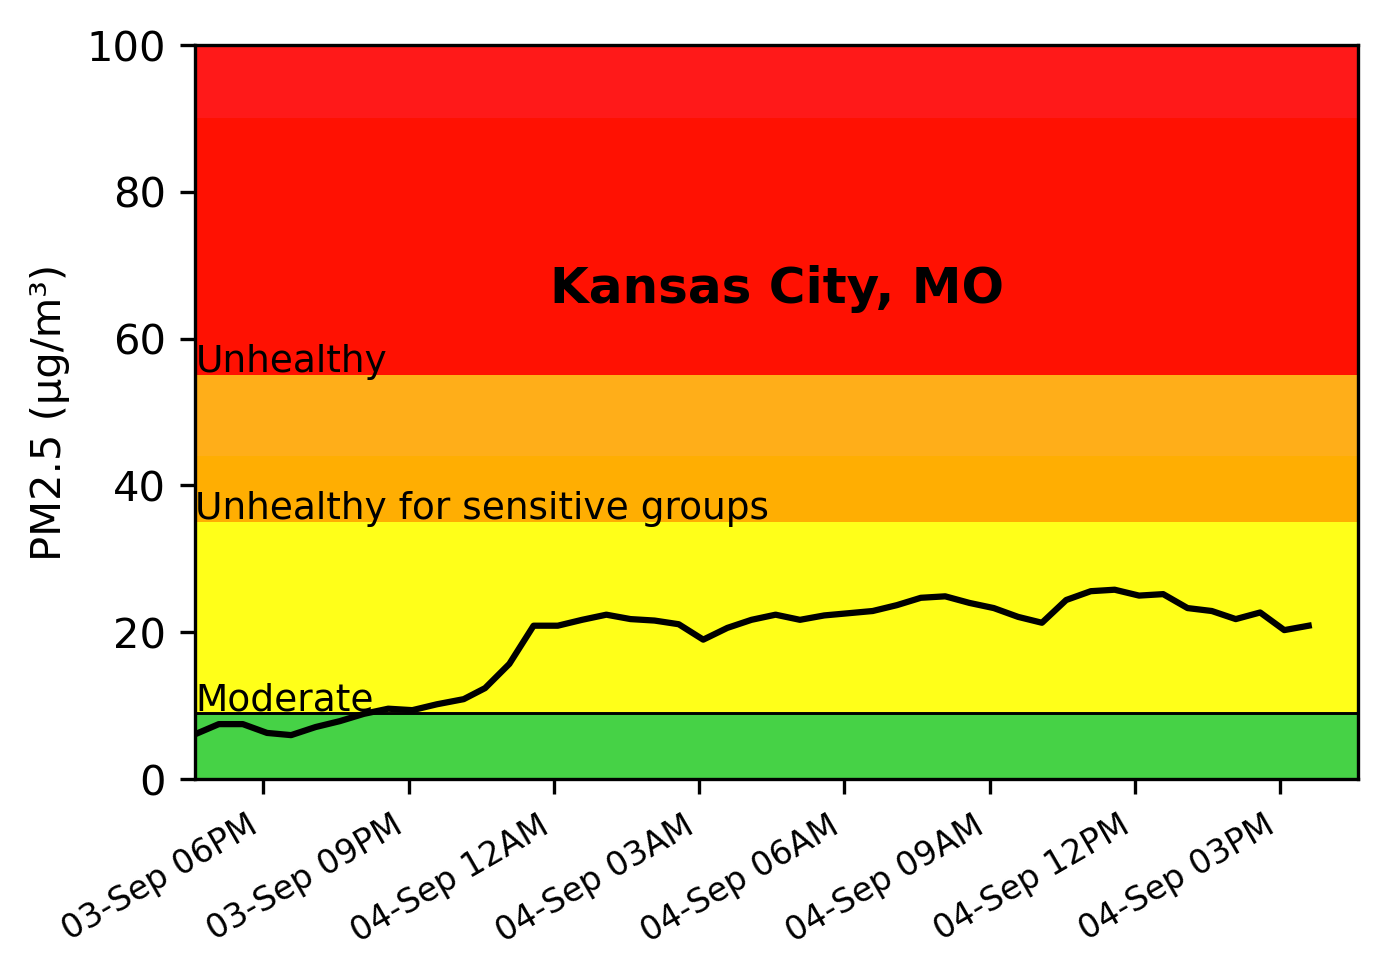 100
80
60
40
20
0
PM2.5 (µg/m³)
Kansas City, MO
Unhealthy
Unhealthy for sensitive groups
Moderate
03-Sep 06PM
03-Sep 09PM
04-Sep 12AM
04-Sep 03AM
04-Sep 06AM
04-Sep 09AM
04-Sep 12PM
04-Sep 03PM